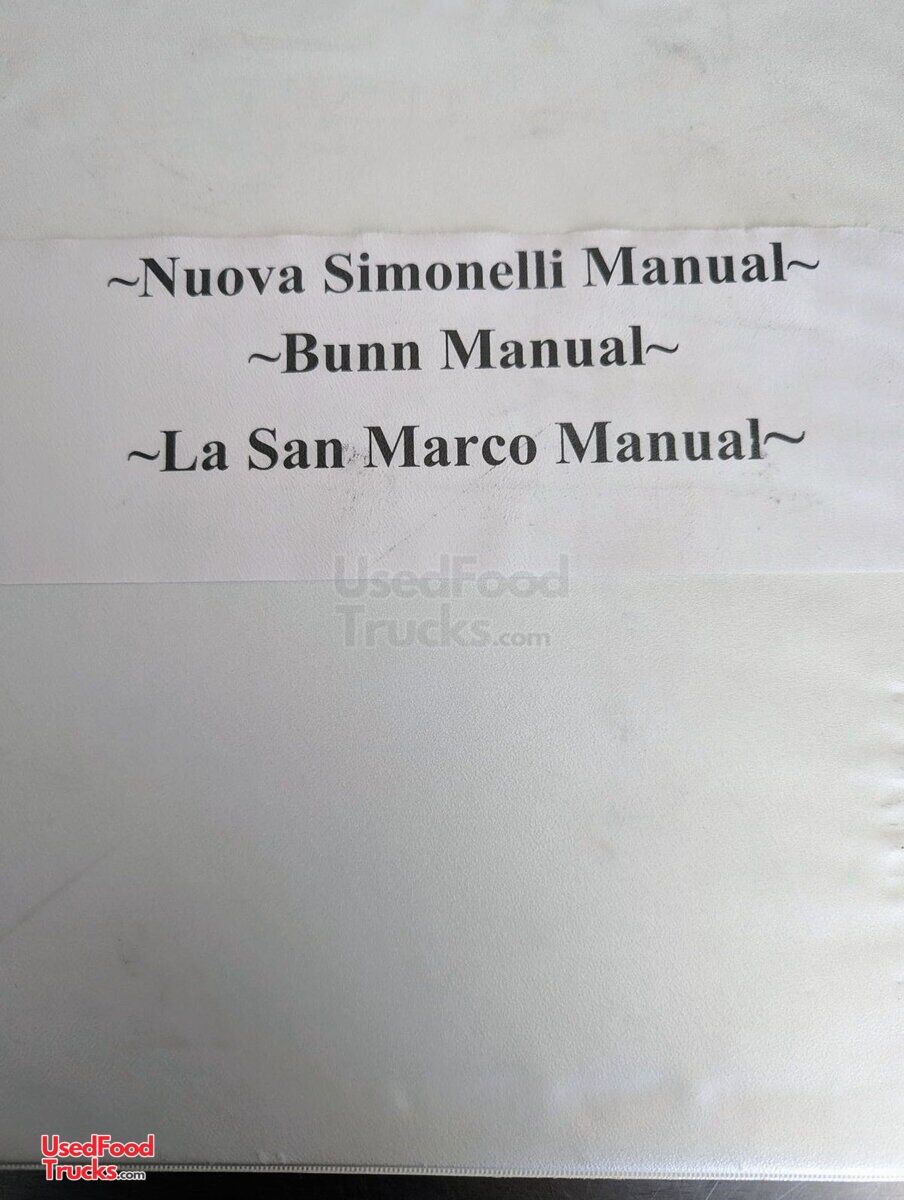 ~Nuova Simonelli Manual~
~Bunn Manual~
~La San Marco Manual~
UsedFood
Trucks.com
UsedFood
Trucks.com